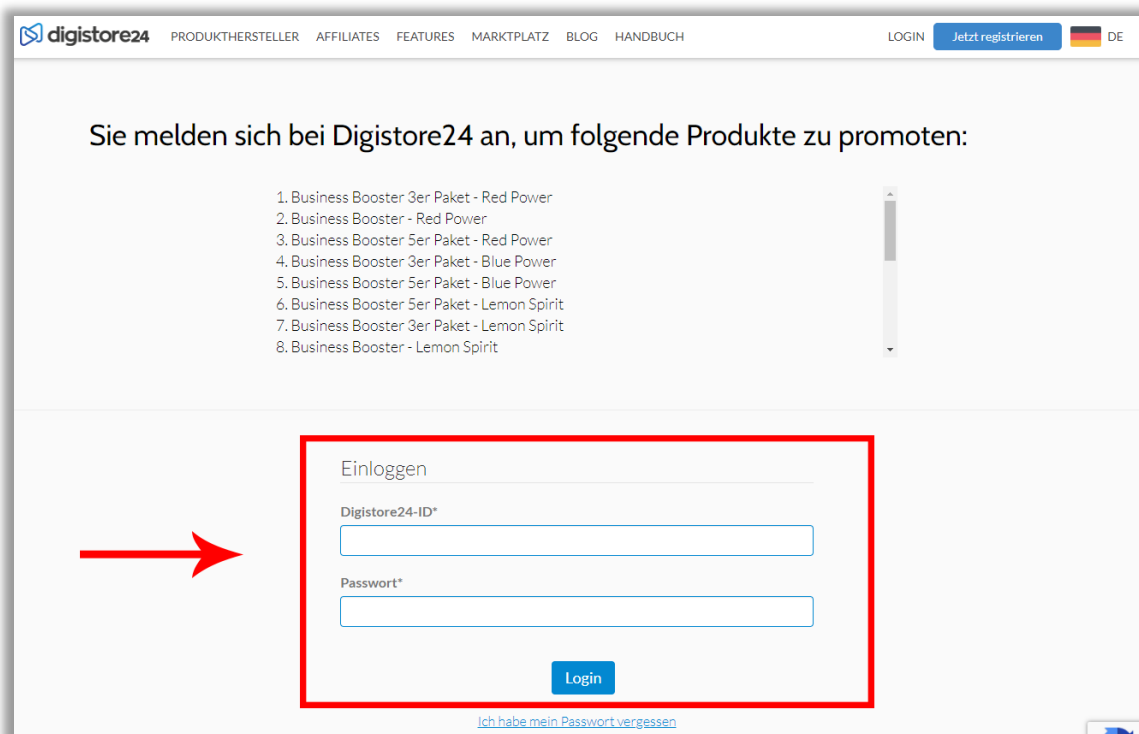 digistore24 PRODUKTHERSTELLER AFFILIATES FEATURES MARKTPLATZ BLOG HANDBUCH LOGIN Jetzt registrieren DE
Sie melden sich bei Digistore24 an, um folgende Produkte zu promoten:
1. Business Booster 3er Paket - Red Power
2. Business Booster - Red Power
3. Business Booster 5er Paket - Red Power
4. Business Booster 3er Paket - Blue Power
5. Business Booster 5er Paket - Blue Power
6. Business Booster 5er Paket - Lemon Spirit
7. Business Booster 3er Paket - Lemon Spirit
8. Business Booster - Lemon Spirit
Einloggen
Digistore24-ID*
Passwort*
Login
Ich habe mein Passwort vergessen